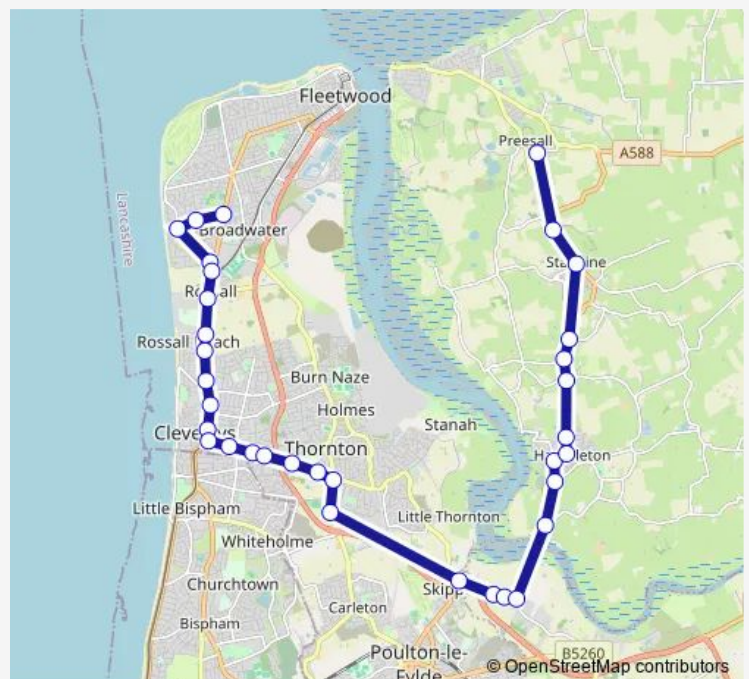 Fleetwood
Preesall
A588
Lancashire
Broadwater
Rossall Beach
Burn Naze
Holmes
Stanah
Thornton
Little Bispham
Little Thornton
Whiteholme
Churchtown
Carleton
Bispham
Poulton-le-
Fylde
B5260
© OpenStreetMap contributors